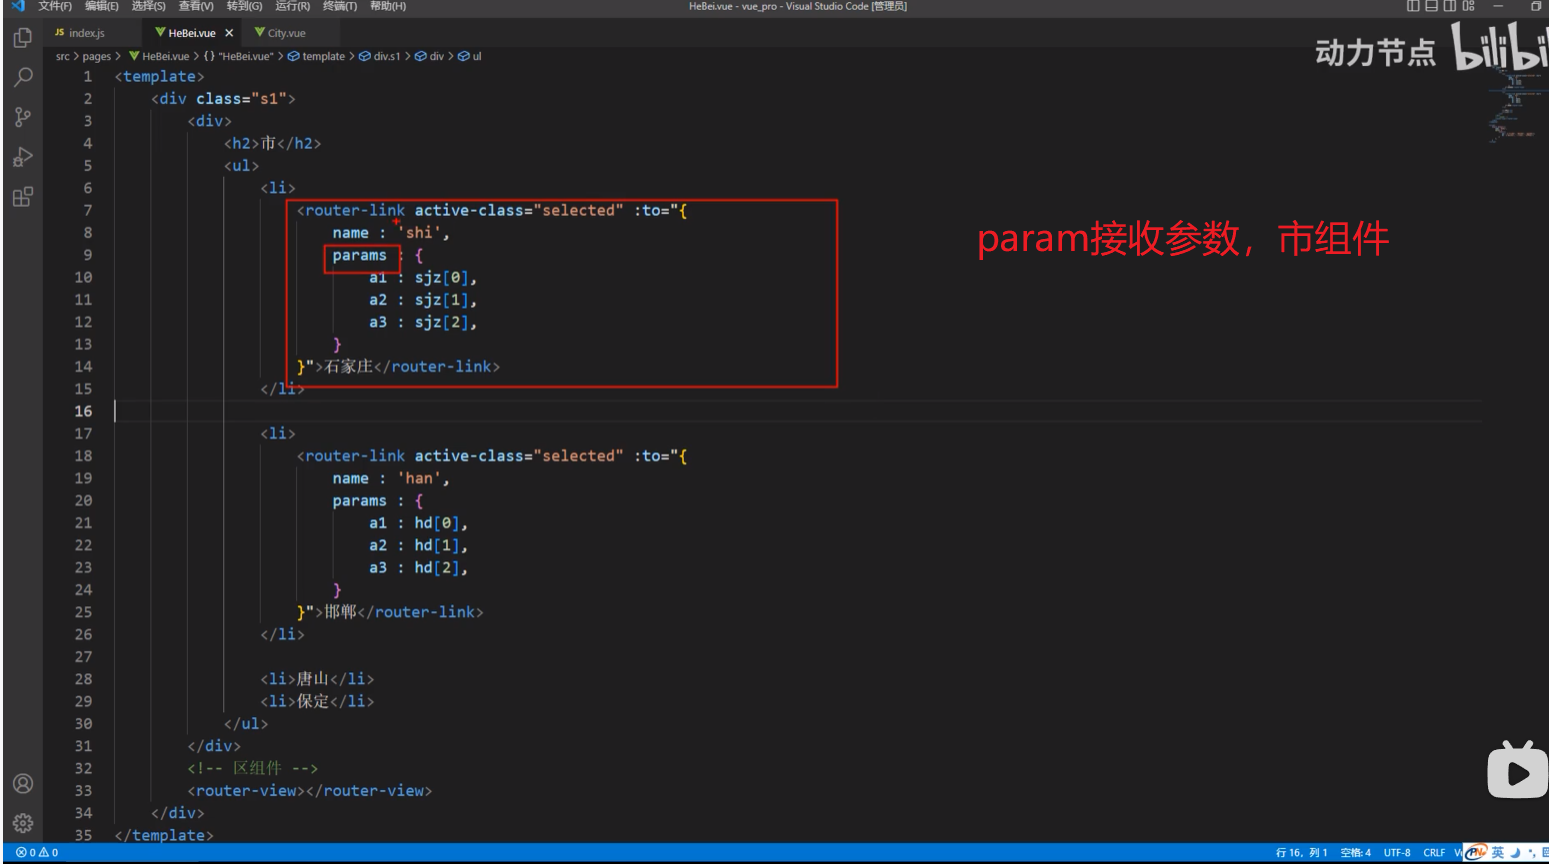 文件(F) 编辑(E) 选择(S) 查看(V) 转到(G) 运行(R) 终端(T) 帮助(H) HeBei.vue - vue_pro - Visual Studio Code [管理员]
JS index.js HeBei.vue × City.vue
动力节点 bilibili
src > pages > HeBei.vue > {} "HeBei.vue" > template > div.s1 > div > ul
1 <template>
2 <div class="s1">
3 <div>
4 <h2>市</h2>
5 <ul>
6 <li>
7 <router-link active-class="selected" :to="{
8 name : 'shi',
9 params : {
10 a1 : sjz[0],
11 a2 : sjz[1],
12 a3 : sjz[2],
13 }
14 }">石家庄</router-link>
15 </li>
16
17 <li>
18 <router-link active-class="selected" :to="{
19 name : 'han',
20 params : {
21 a1 : hd[0],
22 a2 : hd[1],
23 a3 : hd[2],
24 }
25 }">邯郸</router-link>
26 </li>
27
28 <li>唐山</li>
29 <li>保定</li>
30 </ul>
31 </div>
32 <!-- 区组件 -->
33 <router-view></router-view>
34 </div>
35 </template>
param接收参数，市组件
0 0 行 16，列 1 空格: 4 UTF-8 CRLF 英